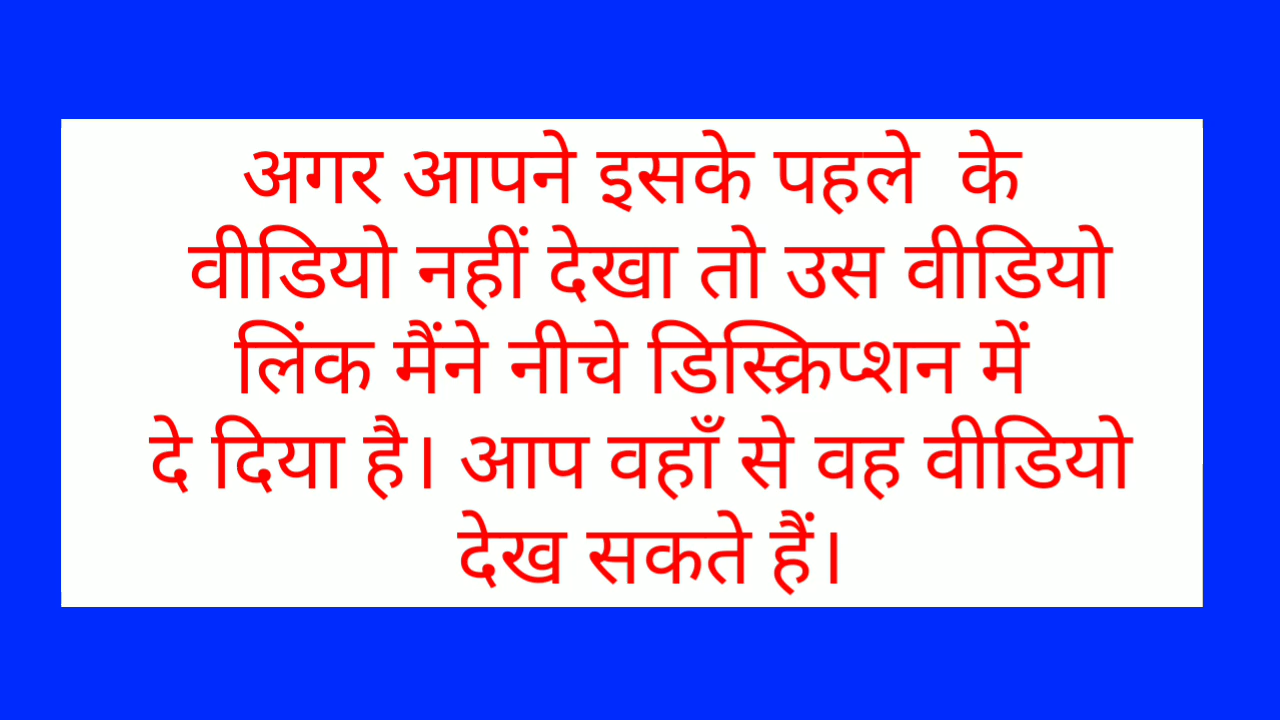 अगर आपने इसके पहले के
वीडियो नहीं देखा तो उस वीडियो
लिंक मैंने नीचे डिस्क्रिप्शन में
दे दिया है। आप वहाँ से वह वीडियो
देख सकते हैं।